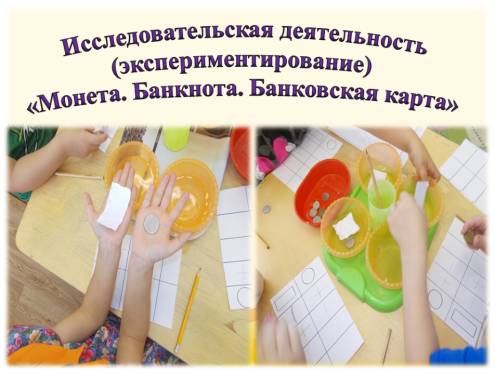 Исследовательская деятельность
(экспериментирование)
«Монета. Банкнота. Банковская карта»